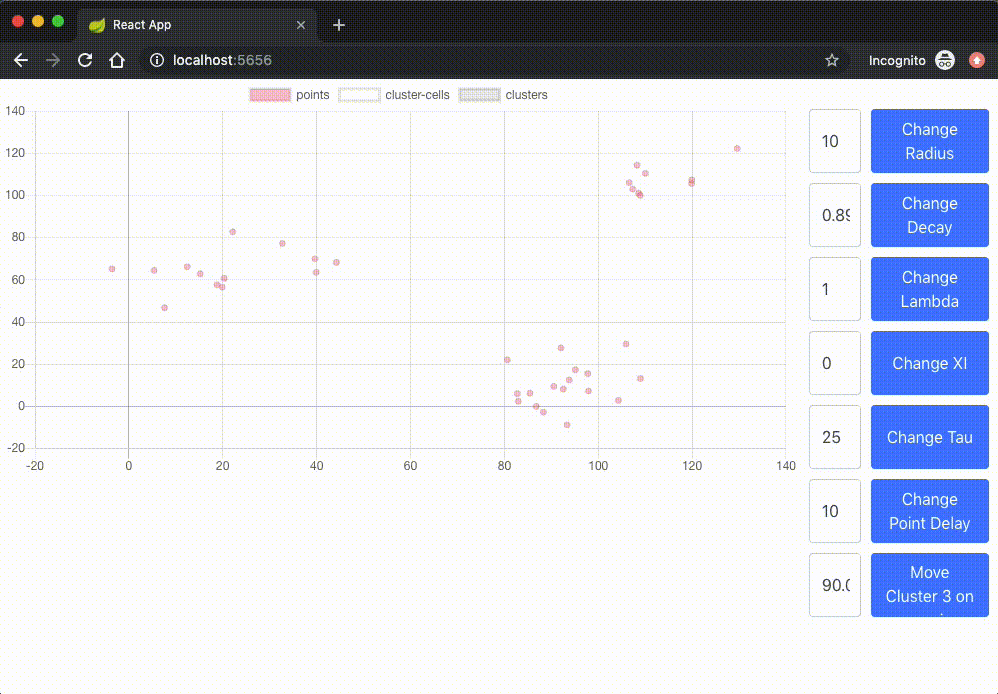 React App
localhost:5656
Incognito
points cluster-cells clusters
140
120
100
80
60
40
20
0
-20
-20 0 20 40 60 80 100 120 140
10
Change
Radius
0.89
Change
Decay
1
Change
Lambda
0
Change XI
25
Change Tau
10
Change
Point Delay
90.0
Move
Cluster 3 on